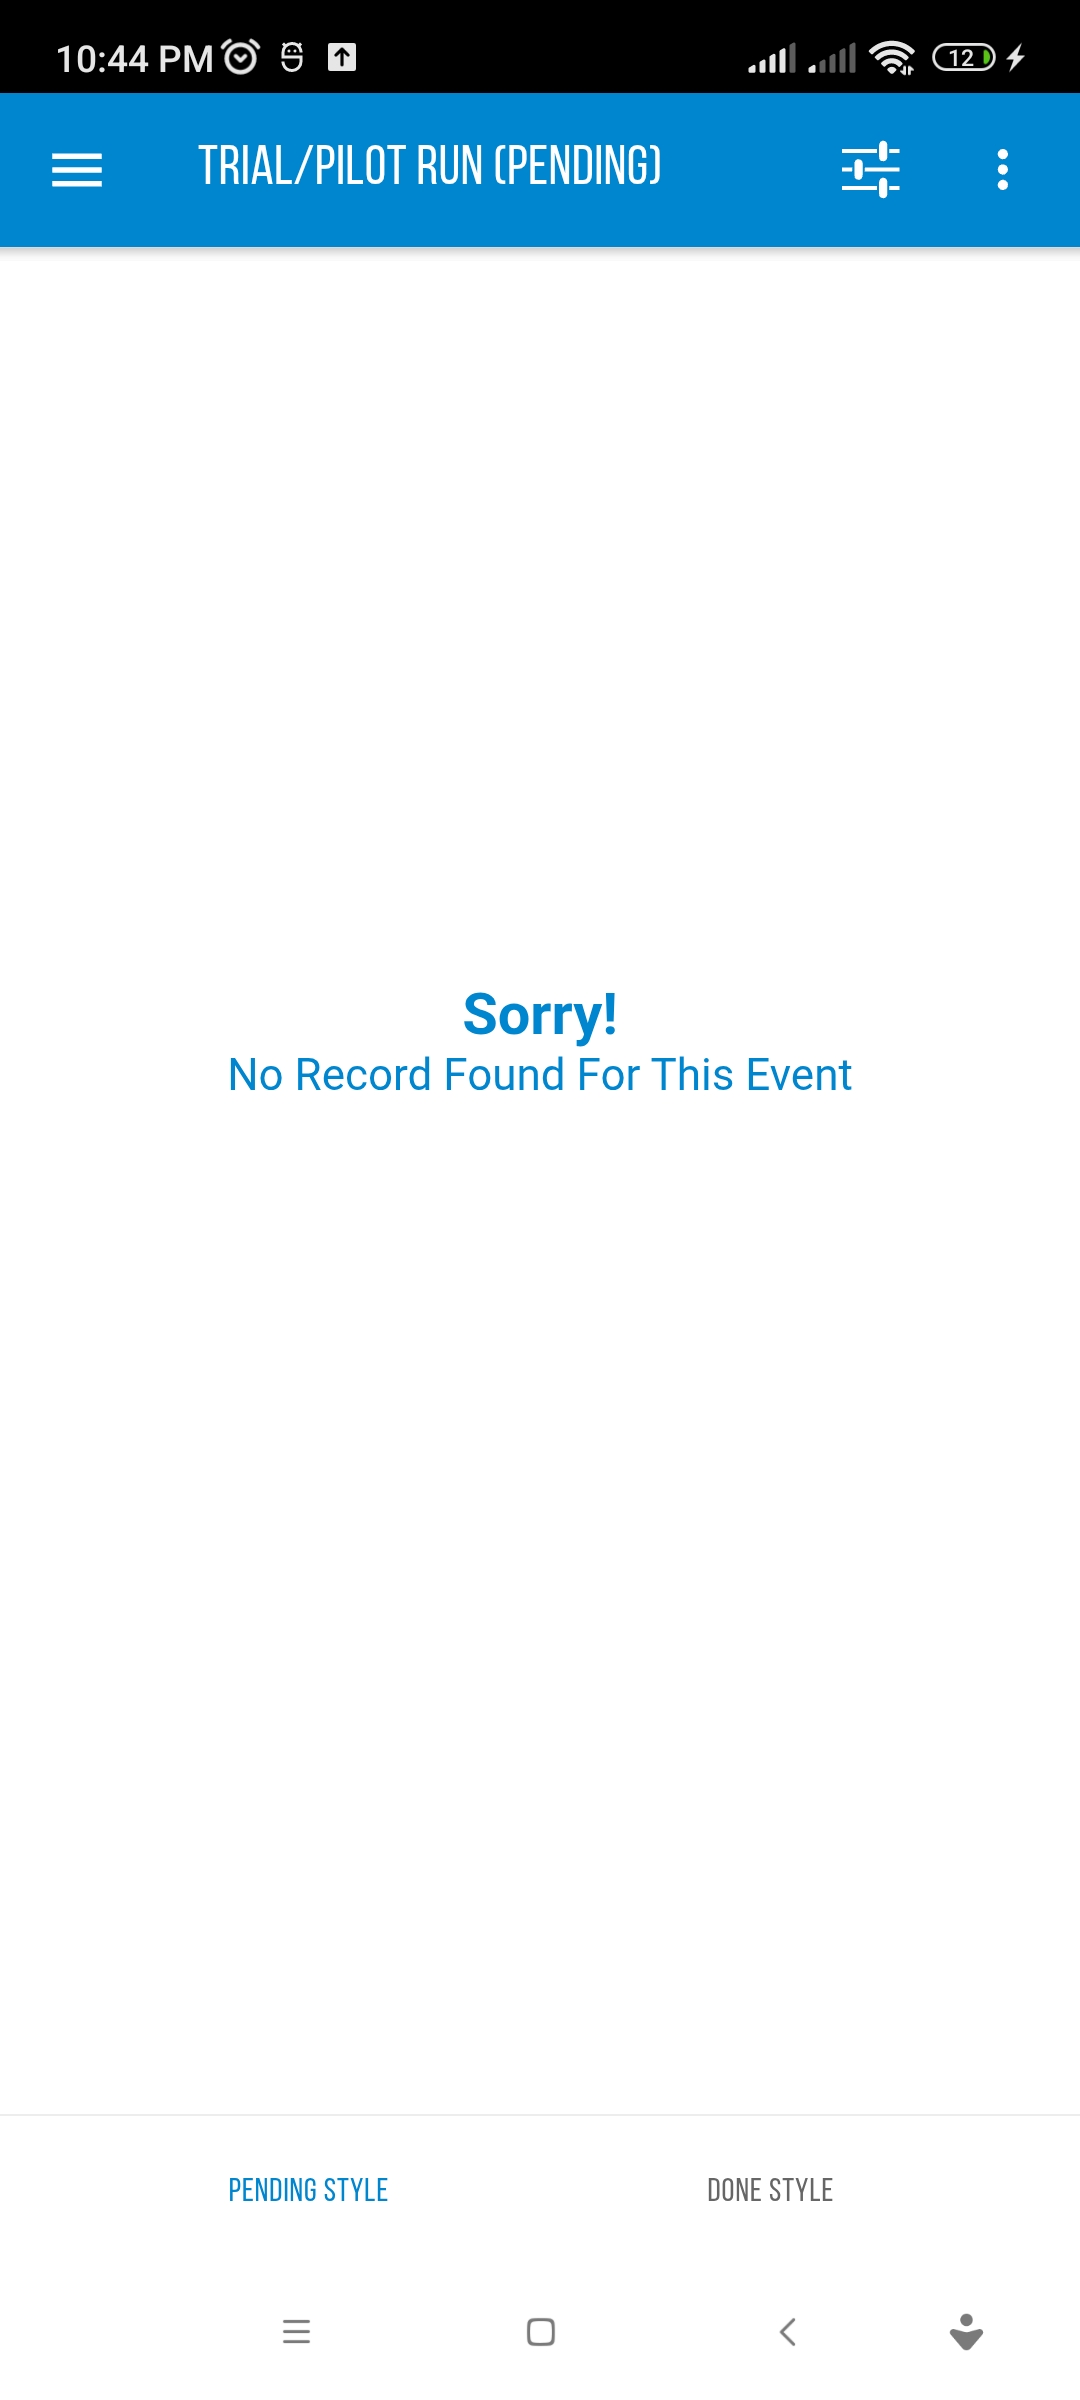 10:44 PM
12
TRIAL/PILOT RUN (PENDING)
Sorry!
No Record Found For This Event
PENDING STYLE
DONE STYLE